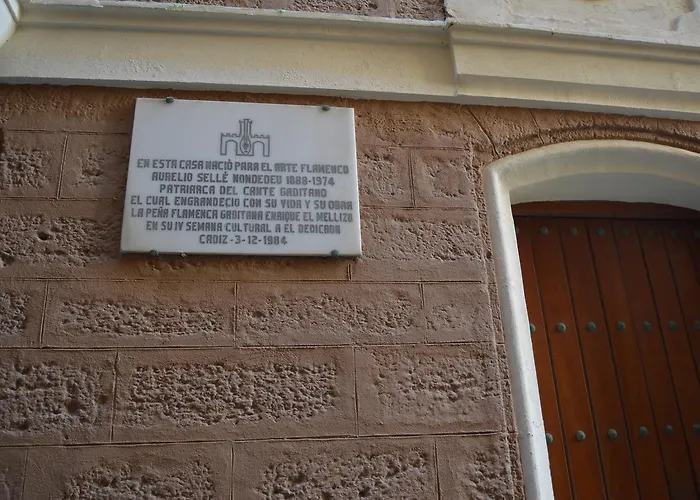 EN ESTA CASA NACIÓ PARA EL ARTE FLAMENCO
AURELIO SELLÉ NONDEDEU 1888-1974
PATRIARCA DEL CANTE GADITANO
EL CUAL ENGRANDECIÓ CON SU VIDA Y SU OBRA
LA PEÑA FLAMENCA GADITANA ENRIQUE EL MELLIZO
EN SU IV SEMANA CULTURAL A EL DEDICADA
CADIZ-3-12-1984